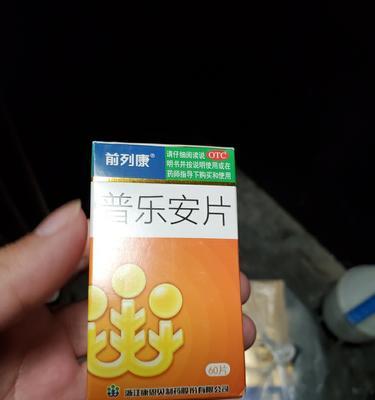 前列康®
请仔细阅读说 OTC
明书并按说明使用或在
药师指导下购买和使用
普乐安片
60片
浙江康恩贝制药股份有限公司